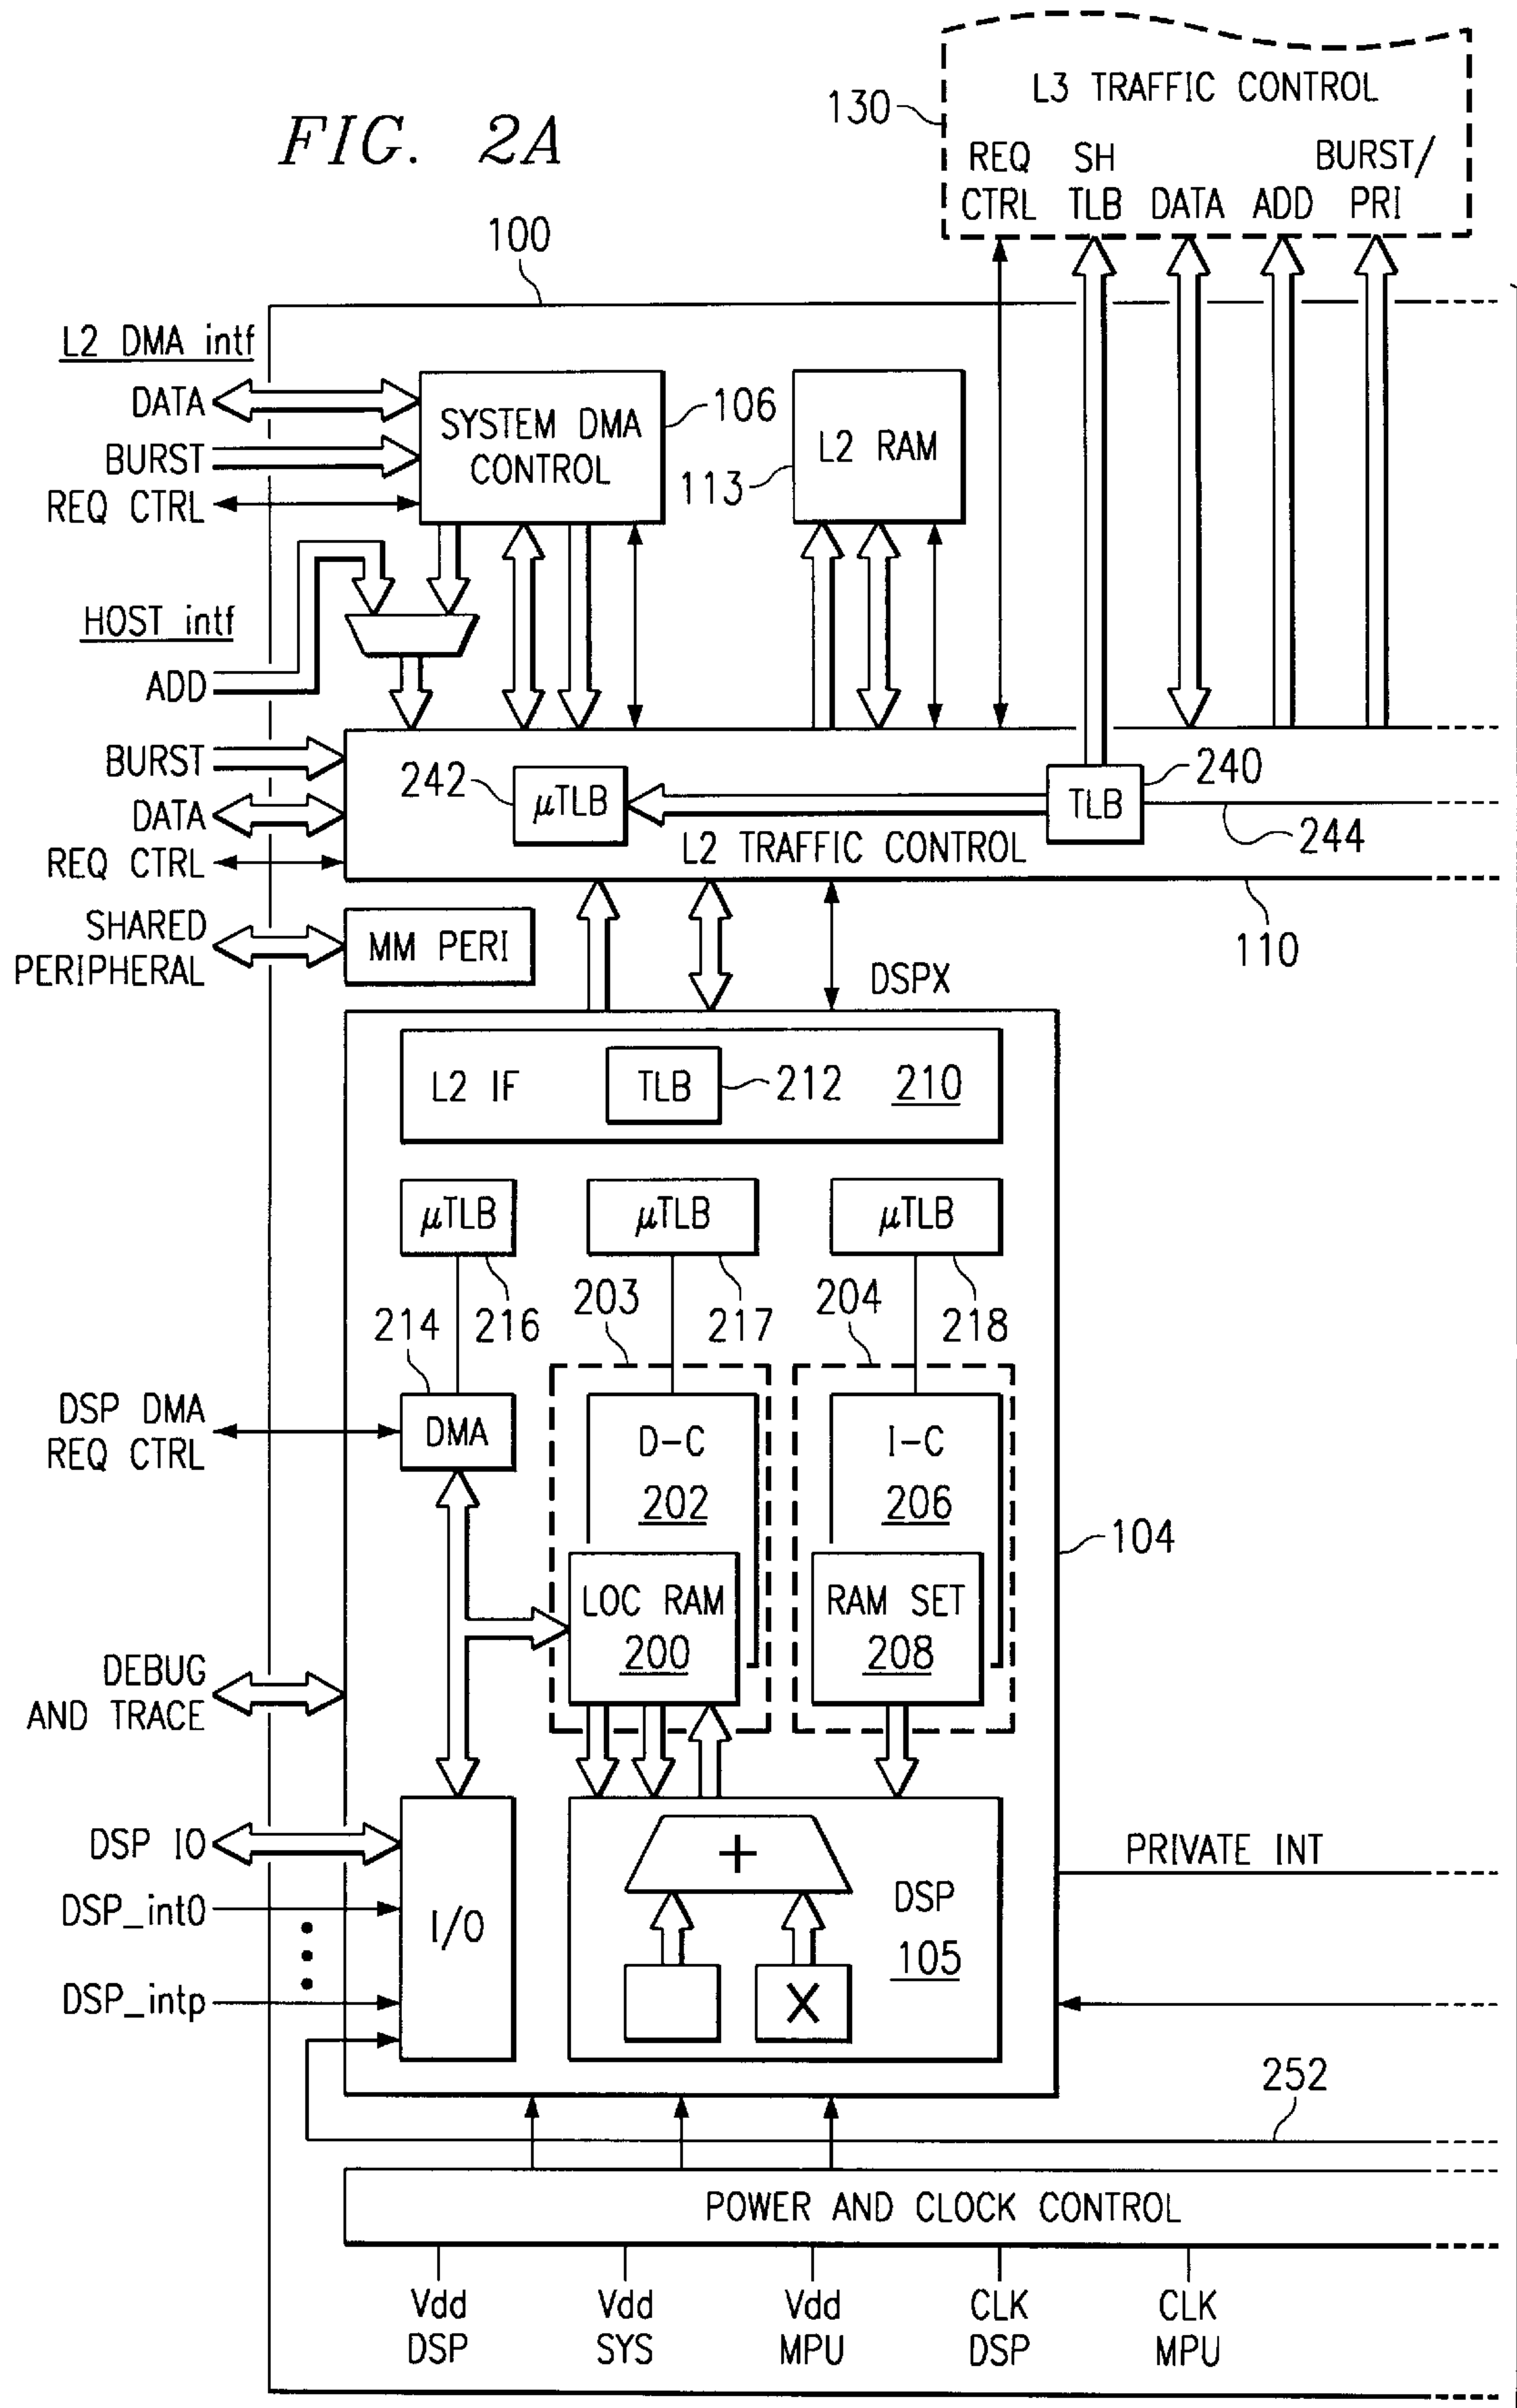 FIG. 2A
L3 TRAFFIC CONTROL
130
REQ CTRL
SH TLB
DATA
ADD
BURST/ PRI
100
L2 DMA intf
DATA
BURST
REQ CTRL
SYSTEM DMA
CONTROL
106
L2 RAM
113
HOST intf
ADD
BURST
DATA
REQ CTRL
242
μTLB
TLB
240
244
L2 TRAFFIC CONTROL
110
SHARED
PERIPHERAL
MM PERI
DSPX
L2 IF
TLB
212
210
μTLB
μTLB
μTLB
203
204
214
216
217
218
DSP DMA
REQ CTRL
DMA
D-C
202
I-C
206
104
LOC RAM
200
RAM SET
208
DEBUG
AND TRACE
DSP IO
DSP_int0
DSP_intp
I/O
+
X
DSP
105
PRIVATE INT
252
POWER AND CLOCK CONTROL
Vdd
DSP
Vdd
SYS
Vdd
MPU
CLK
DSP
CLK
MPU